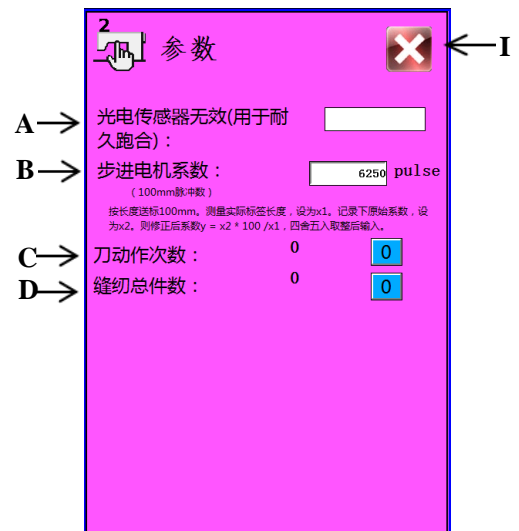 2
参数
I
A
光电传感器无效(用于耐
久跑合)：
B
步进电机系数：
6250 pulse
（100mm脉冲数）
按长度送标100mm。测量实际标签长度，设为x1。记录下原始系数，设
为x2。则修正后系数y = x2 * 100 /x1，四舍五入取整后输入。
C
刀动作次数： 0 0
D
缝纫总件数： 0 0